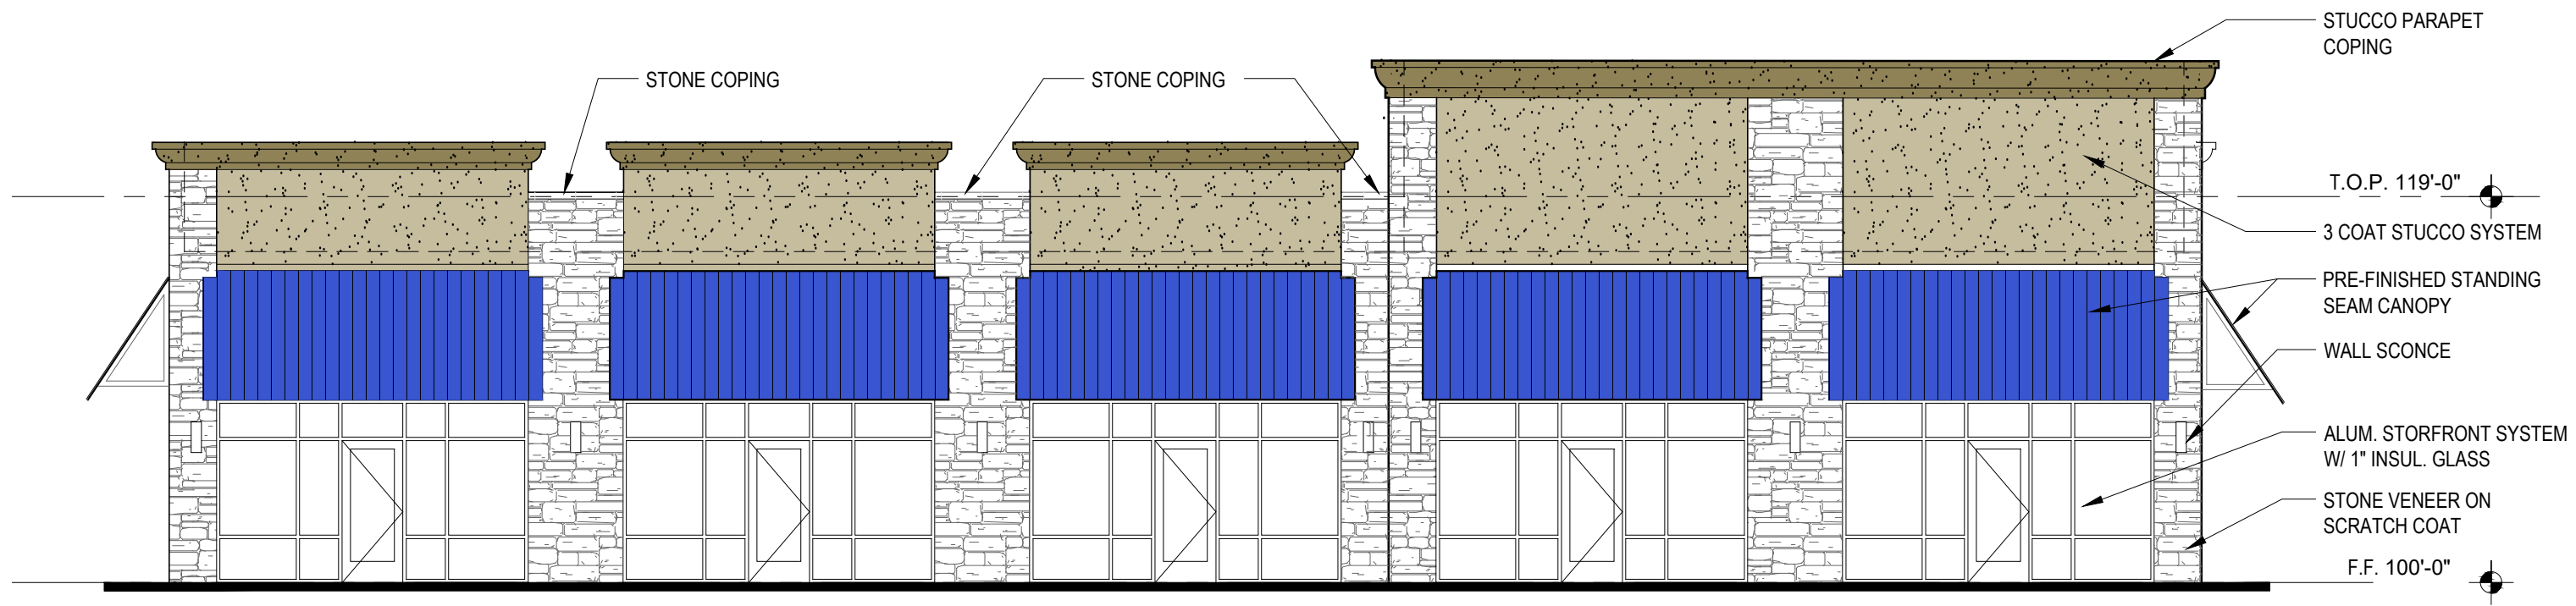 STUCCO PARAPET
COPING
STONE COPING
STONE COPING
T.O.P. 119'-0"
3 COAT STUCCO SYSTEM
PRE-FINISHED STANDING
SEAM CANOPY
WALL SCONCE
ALUM. STORFRONT SYSTEM
W/ 1" INSUL. GLASS
STONE VENEER ON
SCRATCH COAT
F.F. 100'-0"